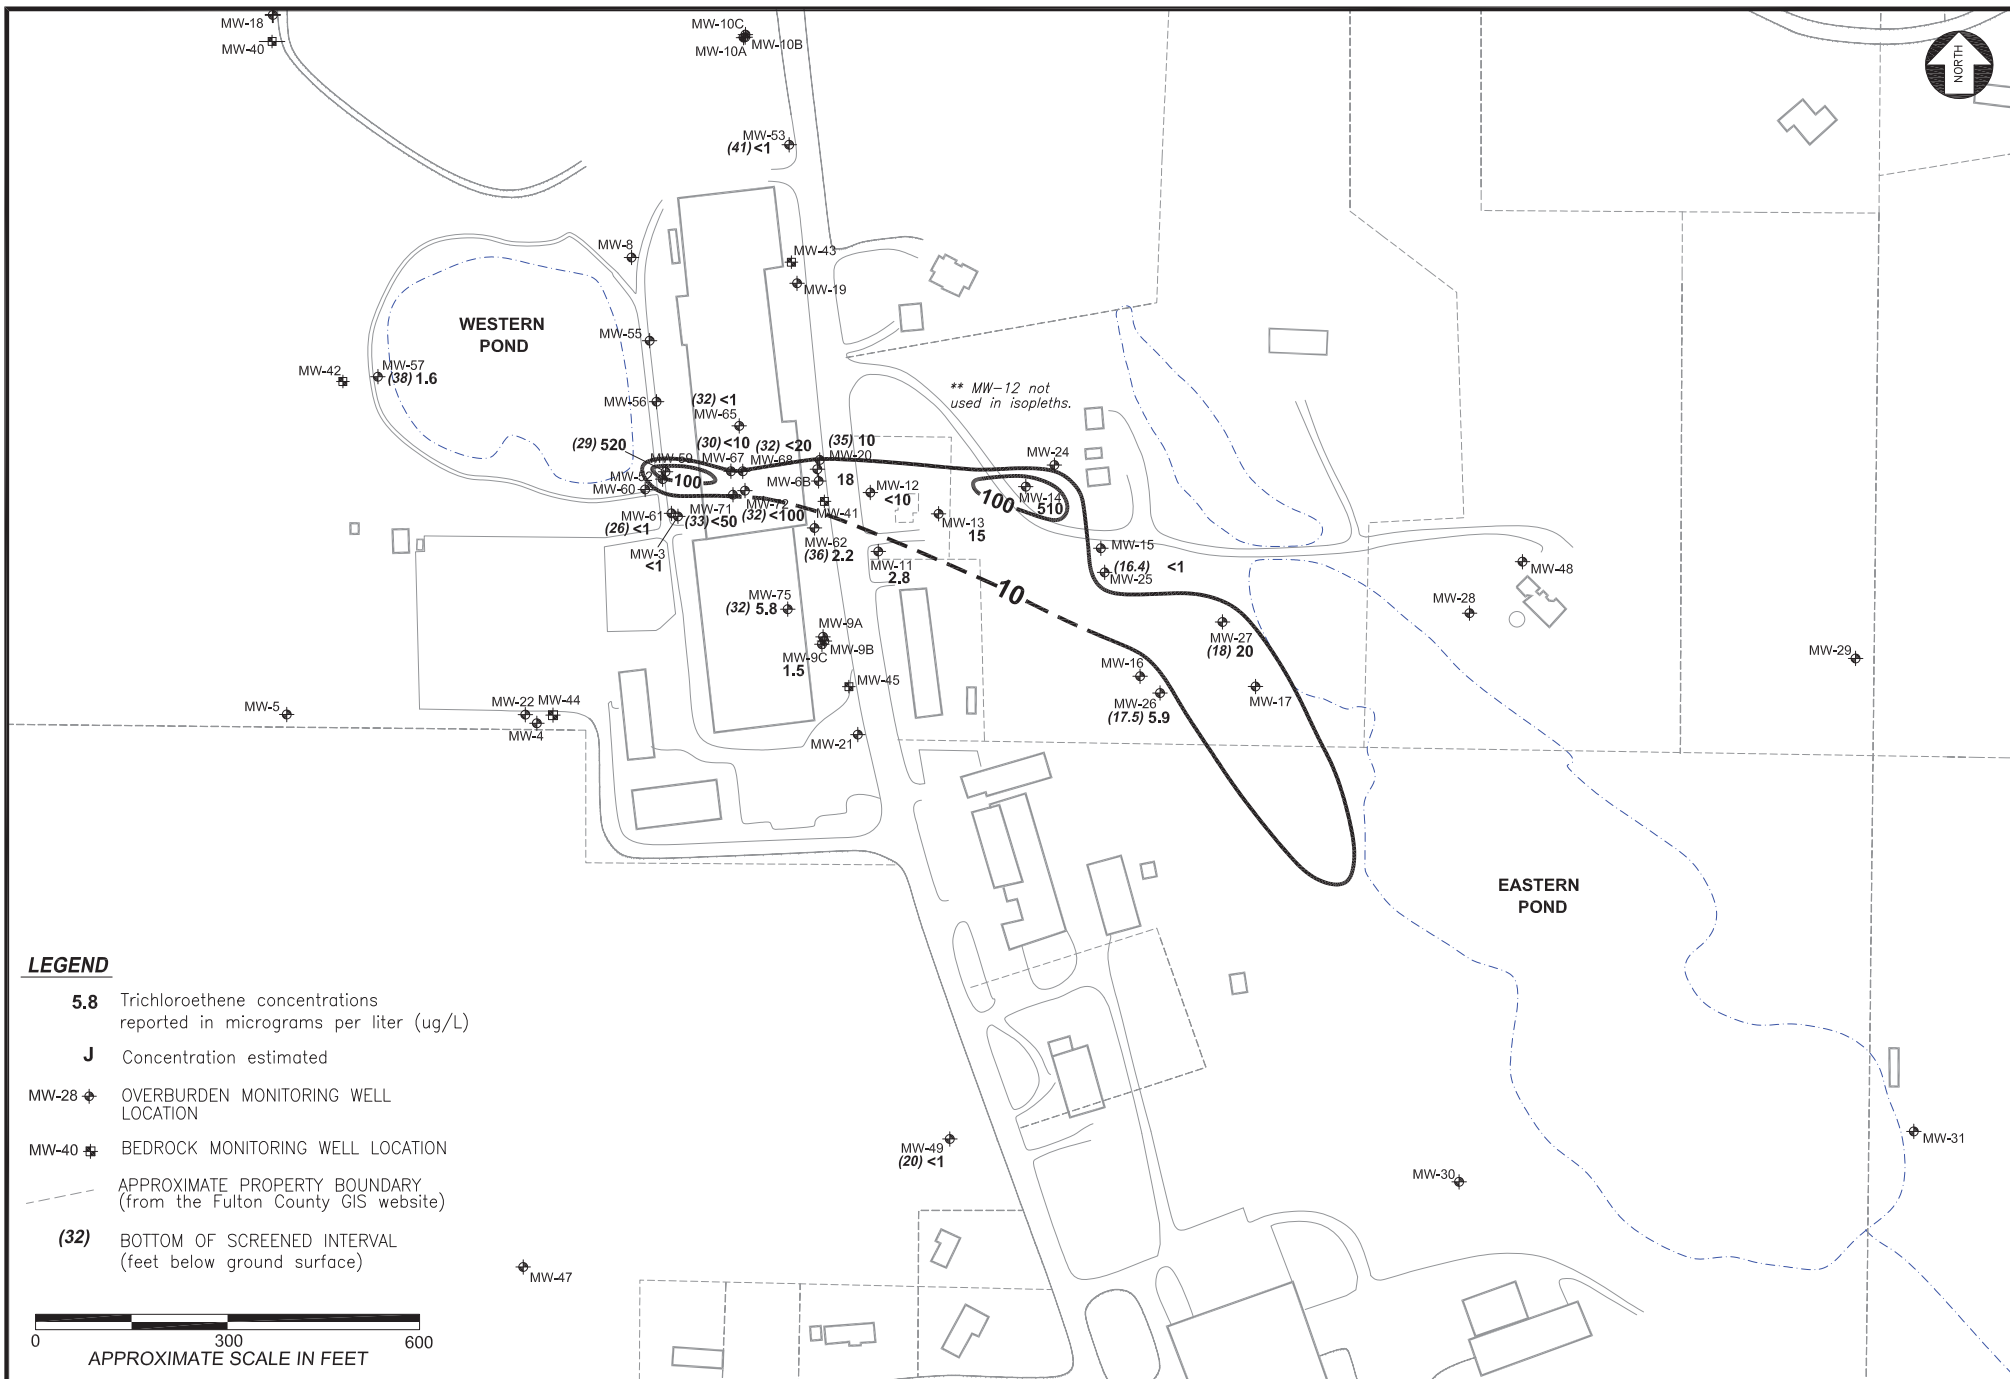 MW-18
MW-40
MW-10C
MW-10B
MW-10A
NORTH
MW-53
(41) <1
MW-8
MW-43
MW-19
WESTERN
POND
MW-55
MW-42
MW-57
(38) 1.6
MW-56
(32) <1
MW-65
** MW-12 not
used in isopleths.
(29) 520
(30) <10
(32) <20
(35) 10
MW-59
MW-67
MW-68
MW-20
MW-24
MW-52
100
MW-6B
18
MW-60
MW-12
<10
100
MW-14
510
MW-61
(26) <1
MW-71
(33) <50
MW-72
(32) <100
MW-41
MW-13
15
MW-3
<1
MW-62
(36) 2.2
MW-11
2.8
MW-15
(16.4) <1
MW-25
MW-48
10
MW-28
MW-75
(32) 5.8
MW-27
(18) 20
MW-9A
MW-9B
MW-9C
1.5
MW-29
MW-16
MW-45
MW-26
(17.5) 5.9
MW-17
MW-5
MW-22
MW-44
MW-4
MW-21
EASTERN
POND
LEGEND
5.8 Trichloroethene concentrations
reported in micrograms per liter (ug/L)
J Concentration estimated
MW-28 OVERBURDEN MONITORING WELL
LOCATION
MW-40 BEDROCK MONITORING WELL LOCATION
APPROXIMATE PROPERTY BOUNDARY
(from the Fulton County GIS website)
(32) BOTTOM OF SCREENED INTERVAL
(feet below ground surface)
MW-49
(20) <1
MW-31
MW-30
MW-47
0 300 600
APPROXIMATE SCALE IN FEET